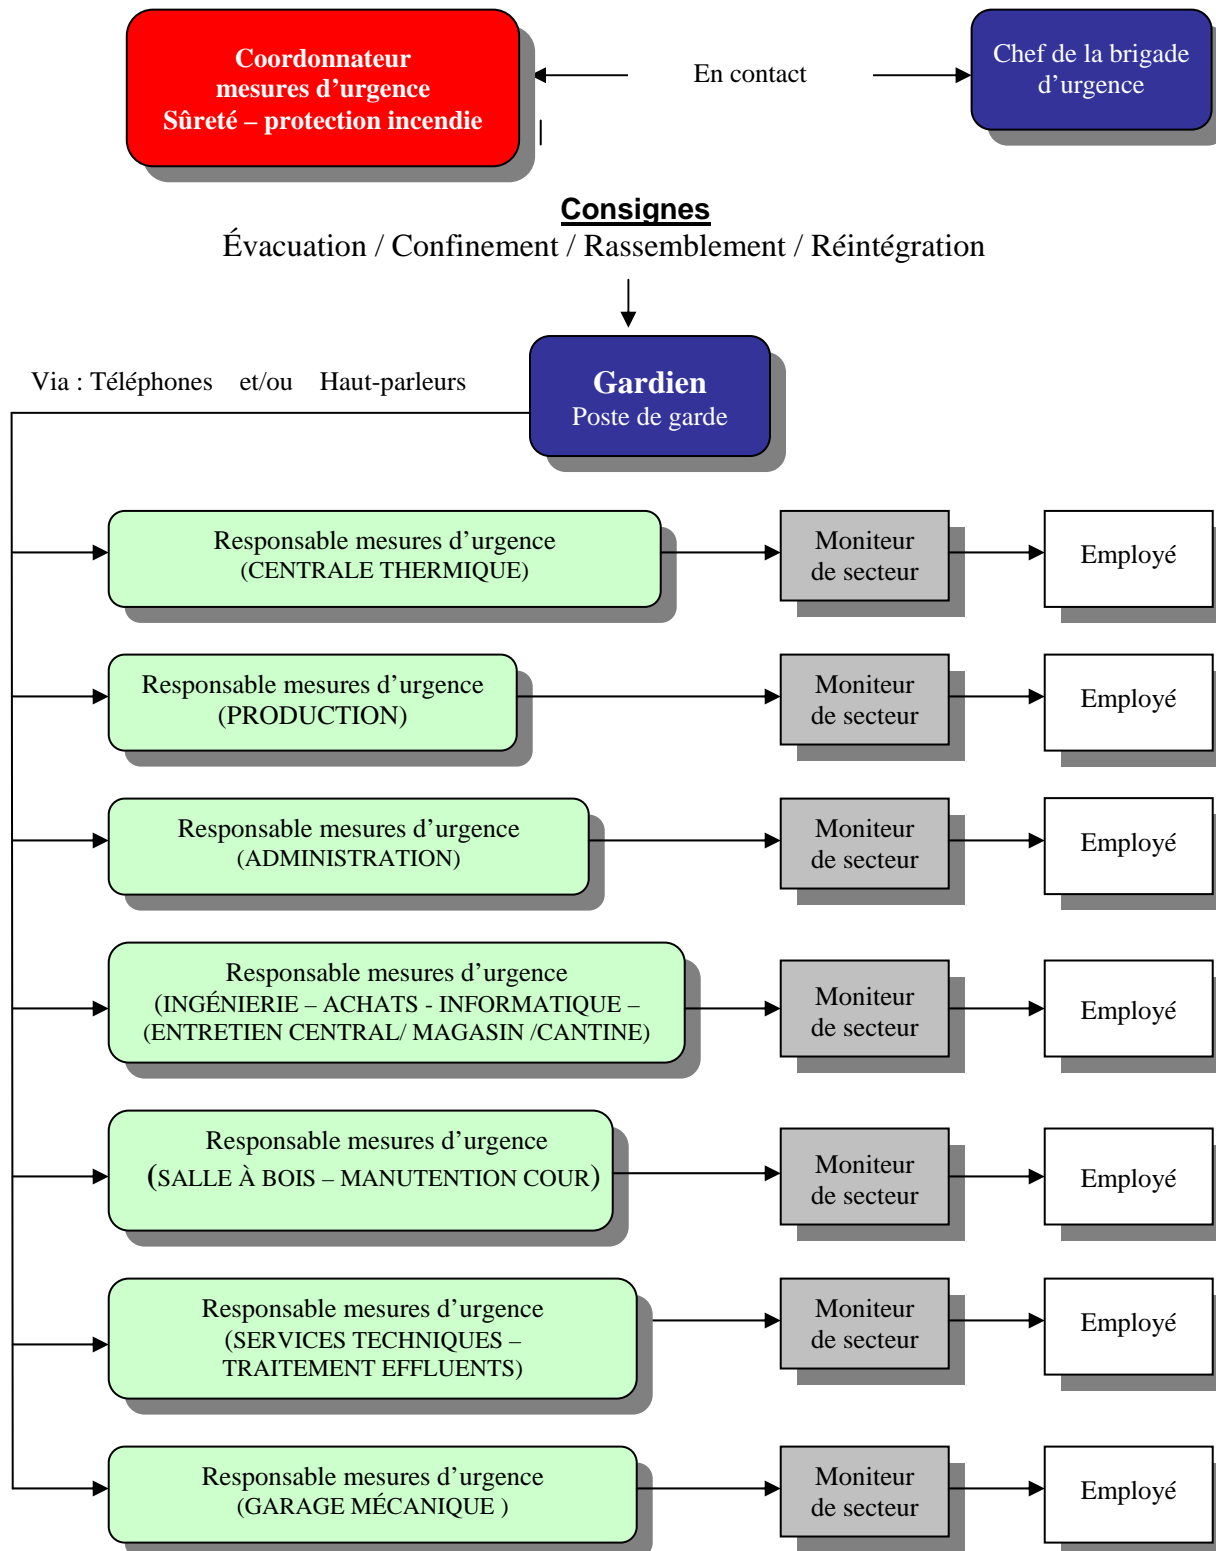 Coordonnateur
mesures d’urgence
Sûreté – protection incendie
En contact
Chef de la brigade
d’urgence
Consignes
Évacuation / Confinement / Rassemblement / Réintégration
Via : Téléphones et/ou Haut-parleurs
Gardien
Poste de garde
Responsable mesures d’urgence
(CENTRALE THERMIQUE)
Moniteur
de secteur
Employé
Responsable mesures d’urgence
(PRODUCTION)
Moniteur
de secteur
Employé
Responsable mesures d’urgence
(ADMINISTRATION)
Moniteur
de secteur
Employé
Responsable mesures d’urgence
(INGÉNIERIE – ACHATS - INFORMATIQUE –
(ENTRETIEN CENTRAL/ MAGASIN /CANTINE)
Moniteur
de secteur
Employé
Responsable mesures d’urgence
(SALLE À BOIS – MANUTENTION COUR)
Moniteur
de secteur
Employé
Responsable mesures d’urgence
(SERVICES TECHNIQUES –
TRAITEMENT EFFLUENTS)
Moniteur
de secteur
Employé
Responsable mesures d’urgence
(GARAGE MÉCANIQUE )
Moniteur
de secteur
Employé